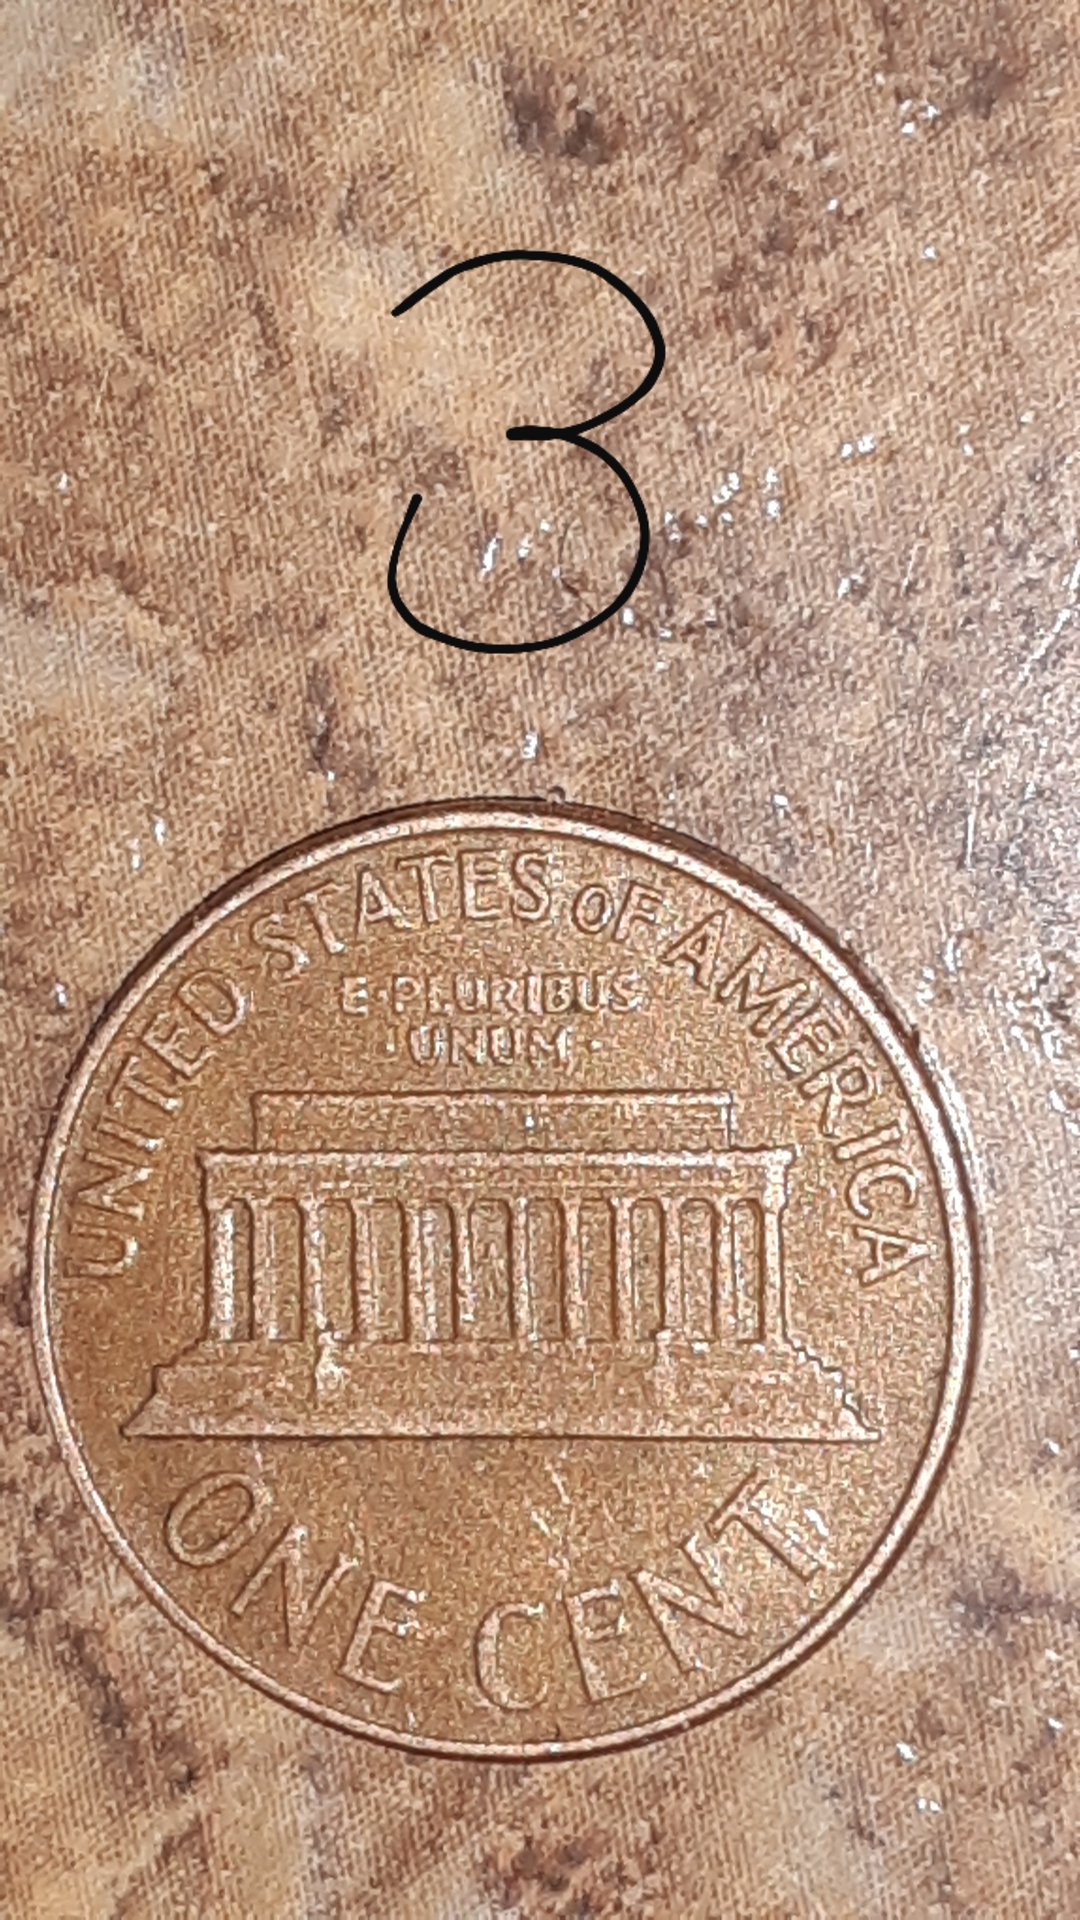 3
UNITED STATES OF AMERICA
E·PLURIBUS
UNUM
ONE CENT